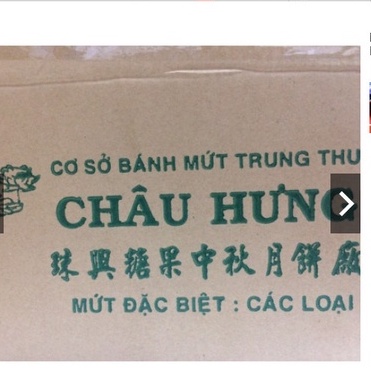 CƠ SỞ BÁNH MỨT TRUNG THU
CHÂU HƯNG
珠興糖果中秋月餅廠
MỨT ĐẶC BIỆT : CÁC LOẠI